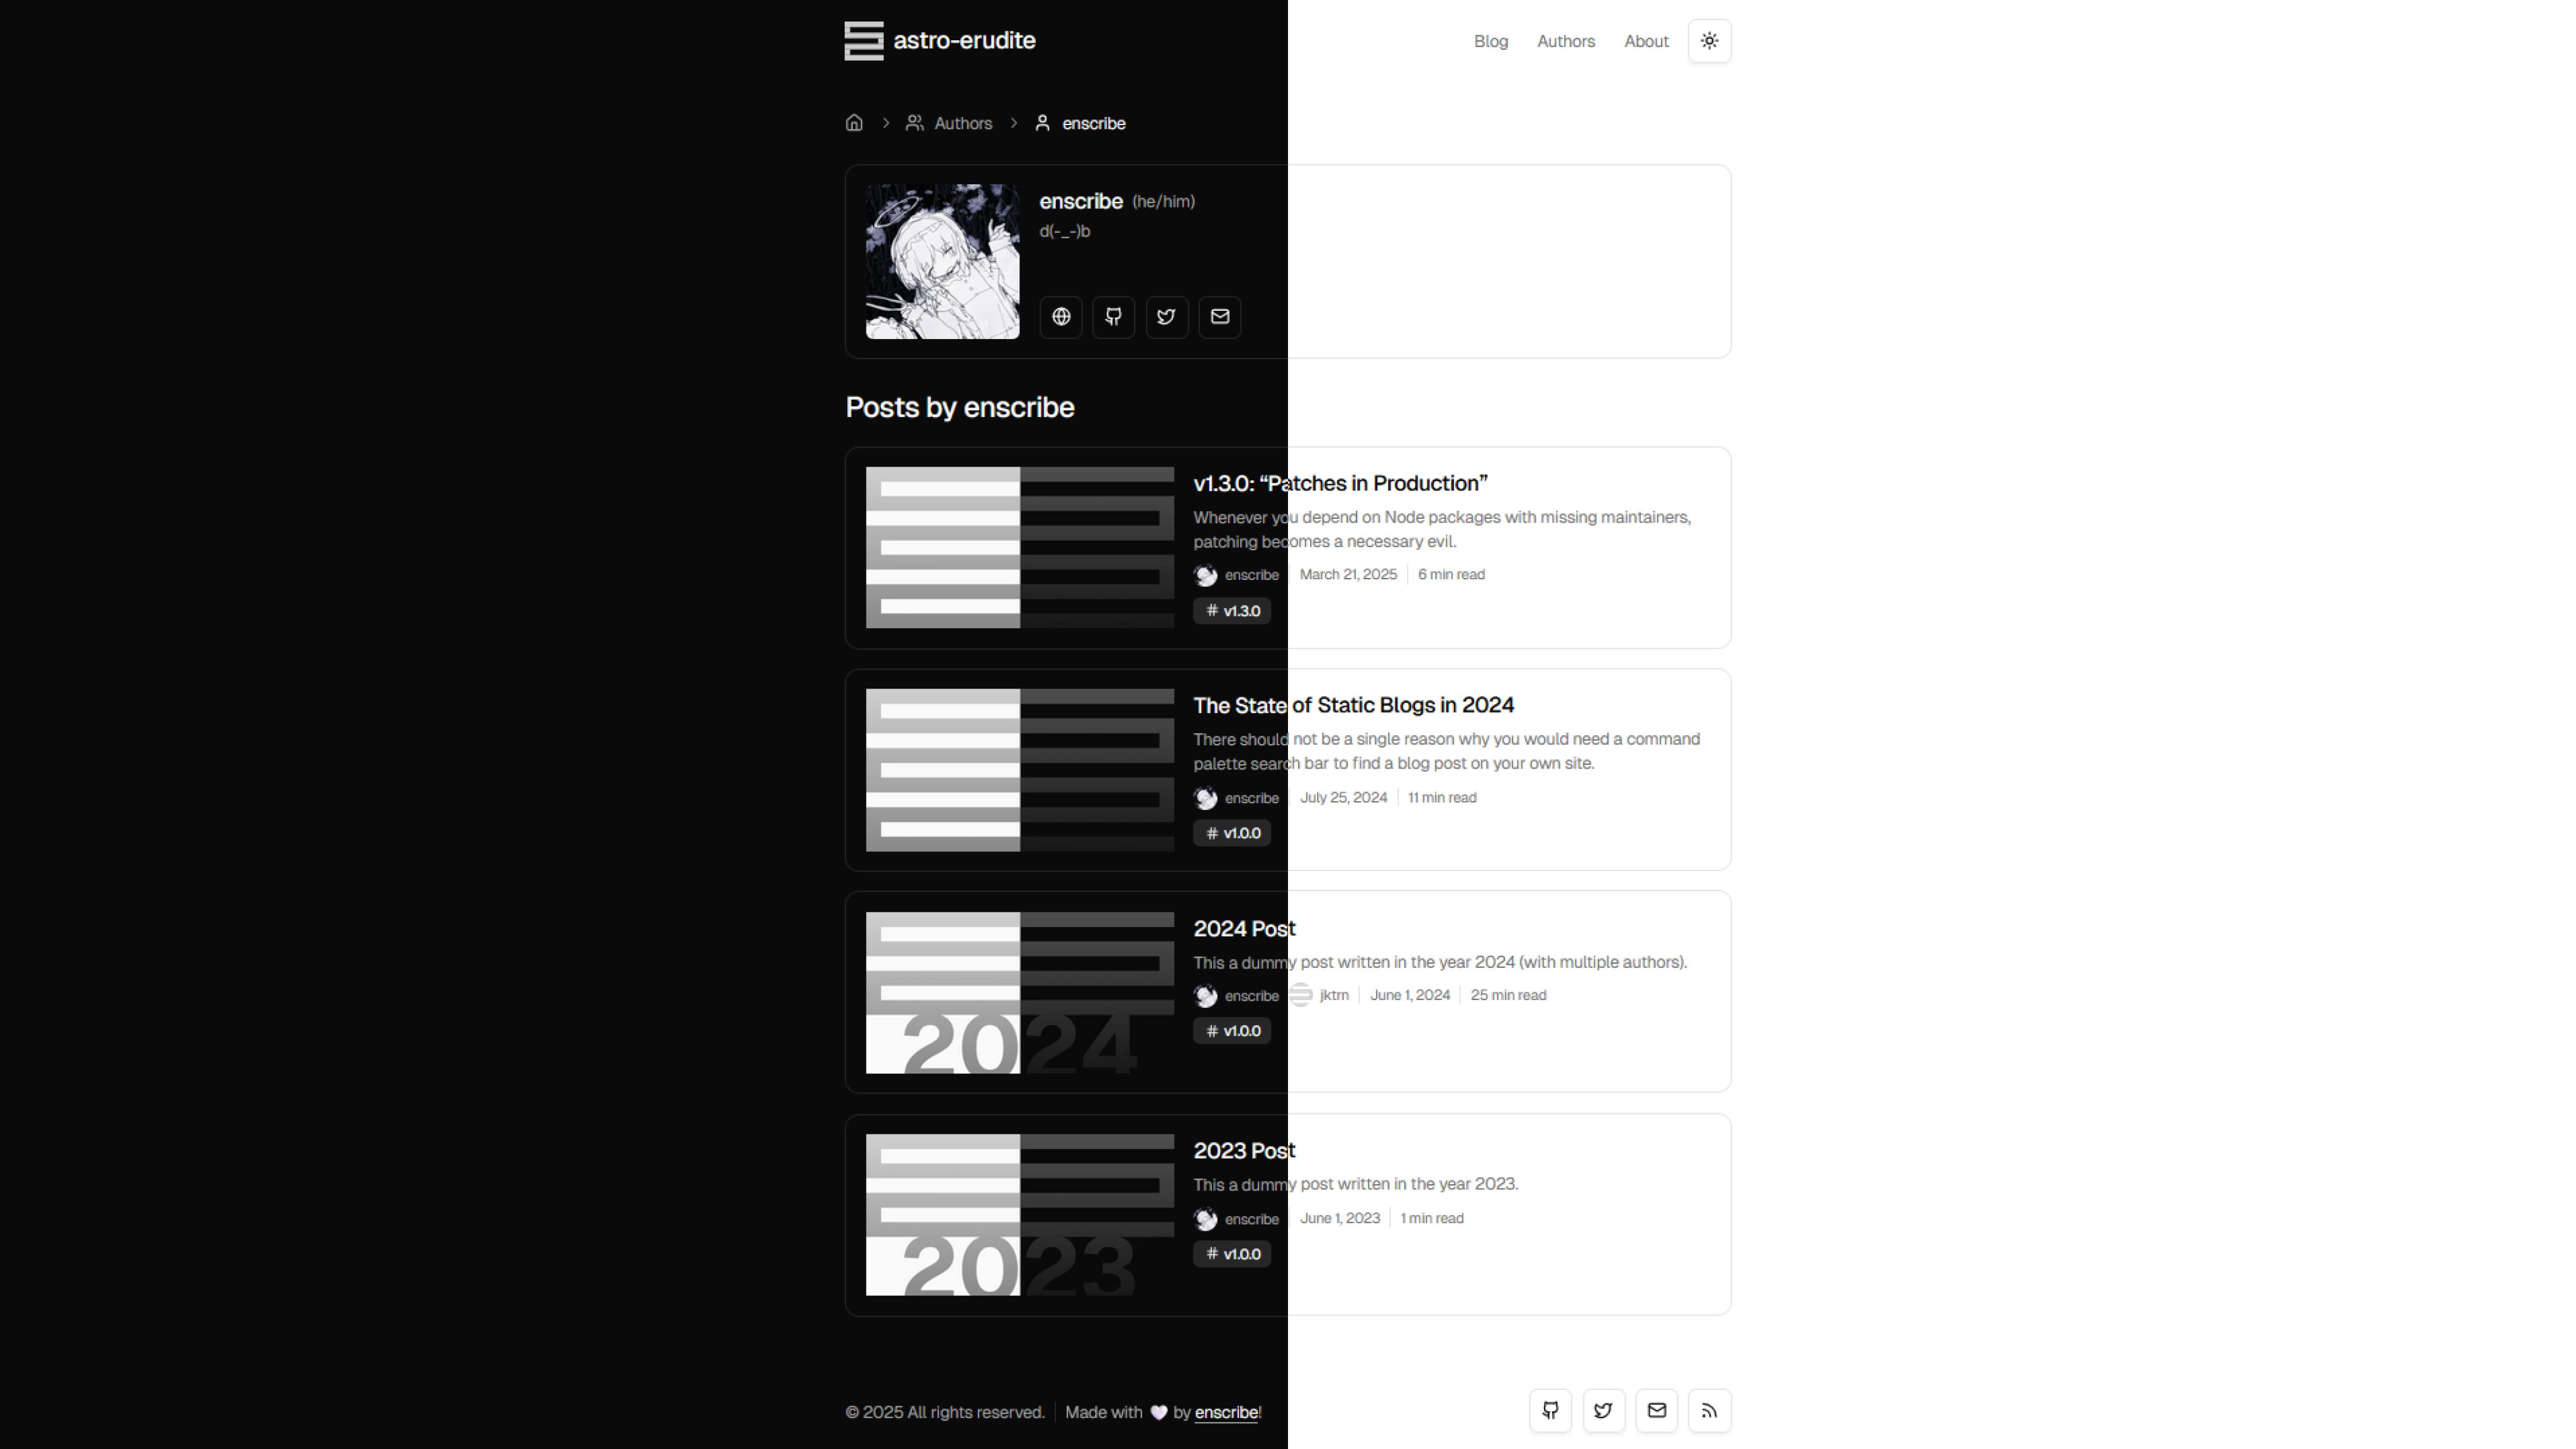 astro-erudite
Blog Authors About
Authors enscribe
enscribe (he/him)
d(-_-)b
Posts by enscribe
v1.3.0: “Patches in Production”
Whenever you depend on Node packages with missing maintainers,
patching becomes a necessary evil.
enscribe March 21, 2025 6 min read
# v1.3.0
The State of Static Blogs in 2024
There should not be a single reason why you would need a command
palette search bar to find a blog post on your own site.
enscribe July 25, 2024 11 min read
# v1.0.0
2024
2024 Post
This a dummy post written in the year 2024 (with multiple authors).
enscribe jktrn June 1, 2024 25 min read
# v1.0.0
2023
2023 Post
This a dummy post written in the year 2023.
enscribe June 1, 2023 1 min read
# v1.0.0
© 2025 All rights reserved. Made with 🤍 by enscribe!